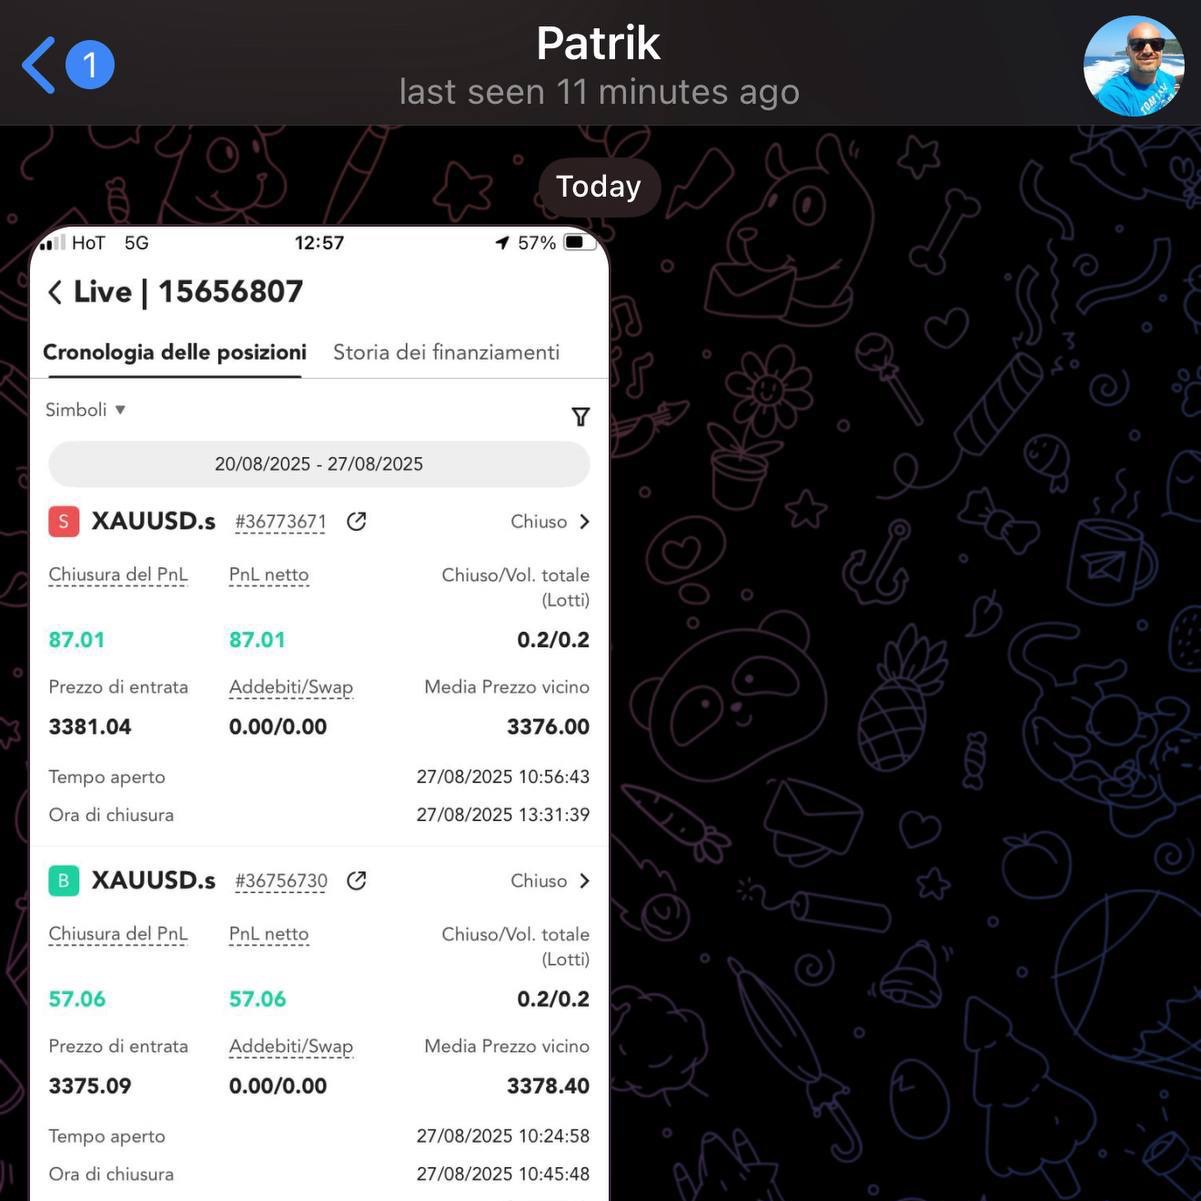 1
Patrik
last seen 11 minutes ago
Today
HoT 5G 12:57 57%
Live | 15656807
Cronologia delle posizioni Storia dei finanziamenti
Simboli
20/08/2025 - 27/08/2025
S XAUUSD.s #36773671 Chiuso
Chiusura del PnL PnL netto Chiuso/Vol. totale
(Lotti)
87.01 87.01 0.2/0.2
Prezzo di entrata Addebiti/Swap Media Prezzo vicino
3381.04 0.00/0.00 3376.00
Tempo aperto 27/08/2025 10:56:43
Ora di chiusura 27/08/2025 13:31:39
B XAUUSD.s #36756730 Chiuso
Chiusura del PnL PnL netto Chiuso/Vol. totale
(Lotti)
57.06 57.06 0.2/0.2
Prezzo di entrata Addebiti/Swap Media Prezzo vicino
3375.09 0.00/0.00 3378.40
Tempo aperto 27/08/2025 10:24:58
Ora di chiusura 27/08/2025 10:45:48